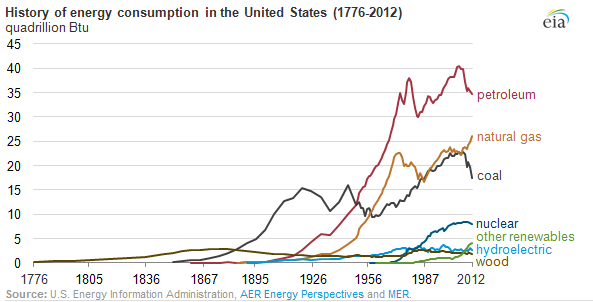 History of energy consumption in the United States (1776-2012)
quadrillion Btu
eia
45
40
35
30
25
20
15
10
5
0
petroleum
natural gas
coal
nuclear
other renewables
hydroelectric
wood
1776 1805 1836 1867 1895 1926 1956 1987 2012
Source: U.S. Energy Information Administration, AER Energy Perspectives and MER.